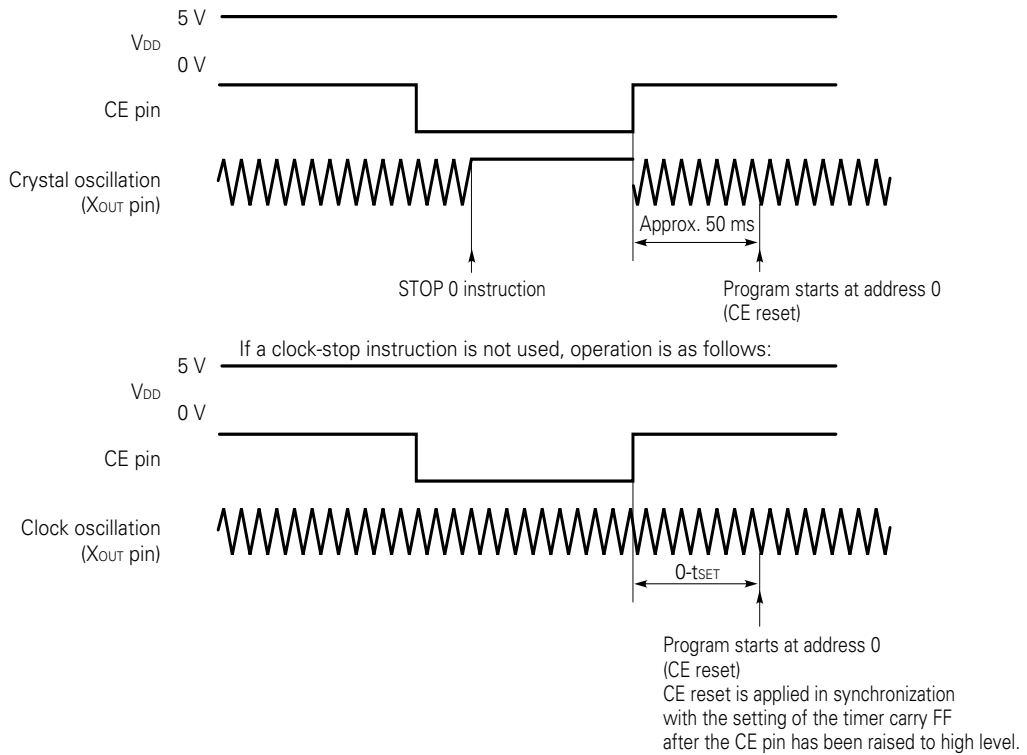 5 V
VDD
0 V
CE pin
Crystal oscillation
(XOUT pin)
Approx. 50 ms
STOP 0 instruction
Program starts at address 0
(CE reset)
If a clock-stop instruction is not used, operation is as follows:
5 V
VDD
0 V
CE pin
Clock oscillation
(XOUT pin)
0-tSET
Program starts at address 0
(CE reset)
CE reset is applied in synchronization
with the setting of the timer carry FF
after the CE pin has been raised to high level.